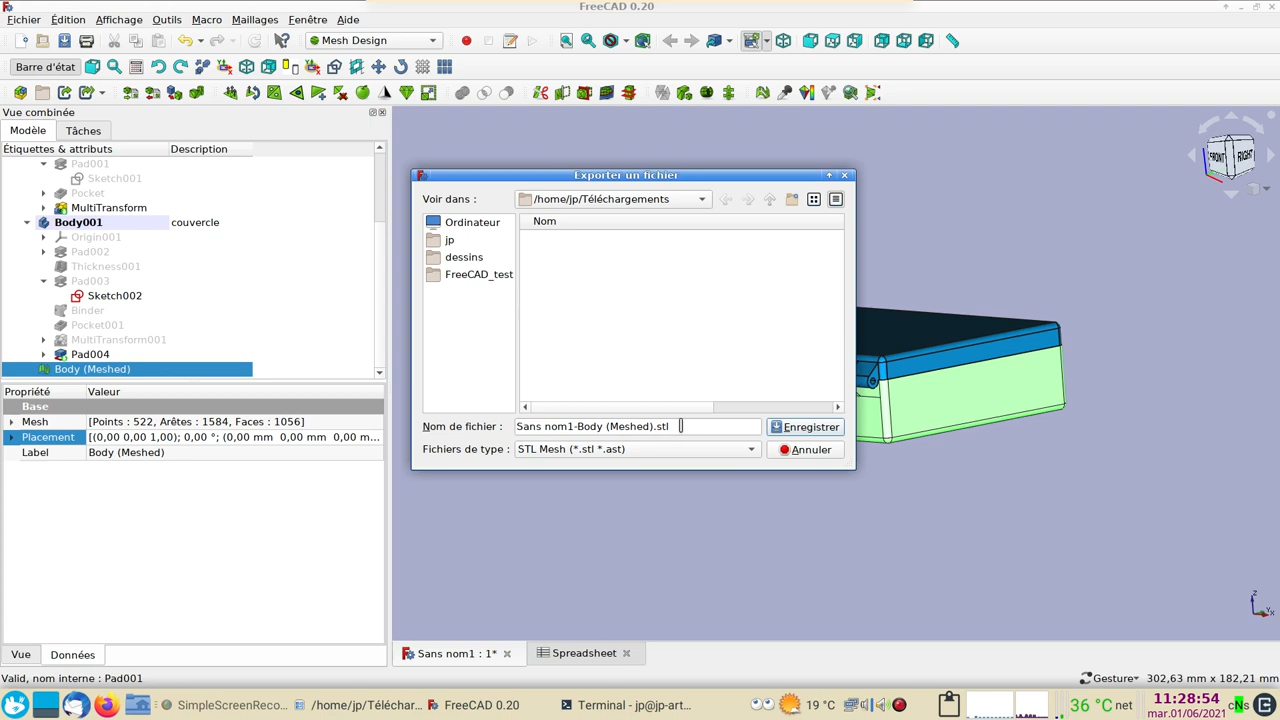 FreeCAD 0.20
Fichier Édition Affichage Outils Macro Maillages Fenêtre Aide
Mesh Design
Barre d'état
Vue combinée
Modèle Tâches
Étiquettes & attributs Description
Pad001
Sketch001
Pocket
MultiTransform
Body001 couvercle
Origin001
Pad002
Thickness001
Pad003
Sketch002
Binder
Pocket001
MultiTransform001
Pad004
Body (Meshed)
Propriété Valeur
Base
Mesh [Points : 522, Arêtes : 1584, Faces : 1056]
Placement [(0,00 0,00 1,00); 0,00 °; (0,00 mm 0,00 mm 0,00 m...
Label Body (Meshed)
Vue Données
Exporter un fichier
Voir dans : /home/jp/Téléchargements
Nom
Ordinateur
jp
dessins
FreeCAD_test
Nom de fichier : Sans nom1-Body (Meshed).stl Enregistrer
Fichiers de type : STL Mesh (*.stl *.ast) Annuler
FRONT RIGHT
Z
Y
X
Sans nom1 : 1* Spreadsheet
Valid, nom interne : Pad001 Gesture 302,63 mm x 182,21 mm
SimpleScreenReco... /home/jp/Téléchar... FreeCAD 0.20 Terminal - jp@jp-art... 19 °C 36 °C net 11:28:54 cNs
mar.01/06/2021